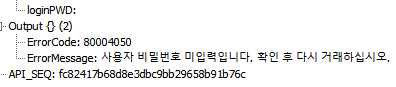 loginPWD:
Output {} (2)
ErrorCode: 80004050
ErrorMessage: 사용자 비밀번호 미입력입니다. 확인 후 다시 거래하십시오.
API_SEQ: fc82417b68d8e3dbc9bb29658b91b76c